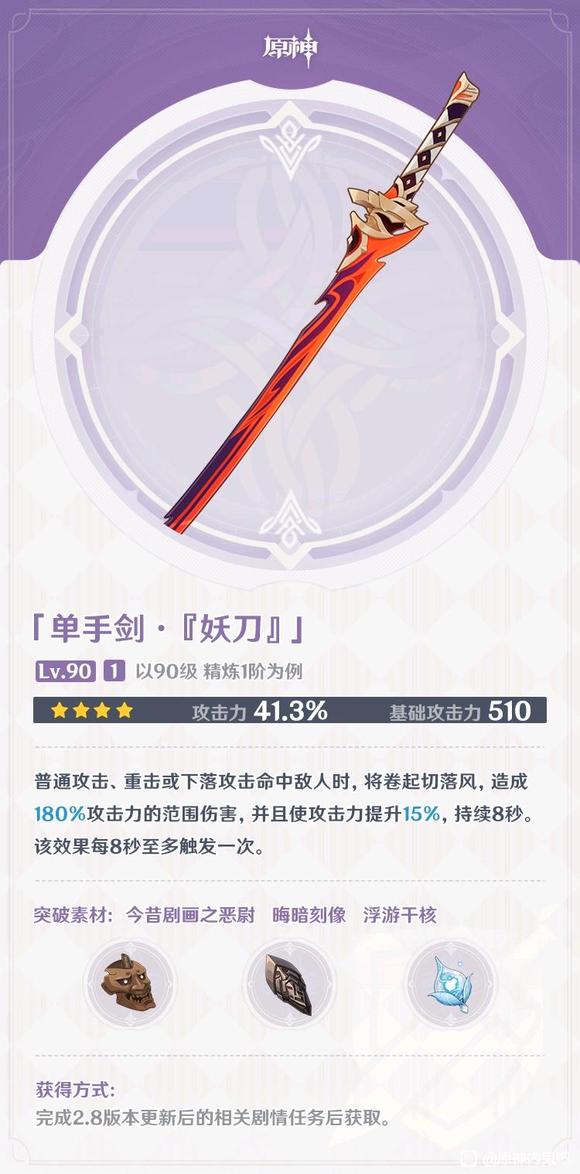 原神
「单手剑·『妖刀』」
Lv.90 1 以90级 精炼1阶为例
攻击力 41.3% 基础攻击力 510
普通攻击、重击或下落攻击命中敌人时，将卷起切落风，造成
180%攻击力的范围伤害，并且使攻击力提升15%，持续8秒。
该效果每8秒至多触发一次。
突破素材： 今昔剧画之恶尉 晦暗刻像 浮游干核
获得方式：
完成2.8版本更新后的相关剧情任务后获取。